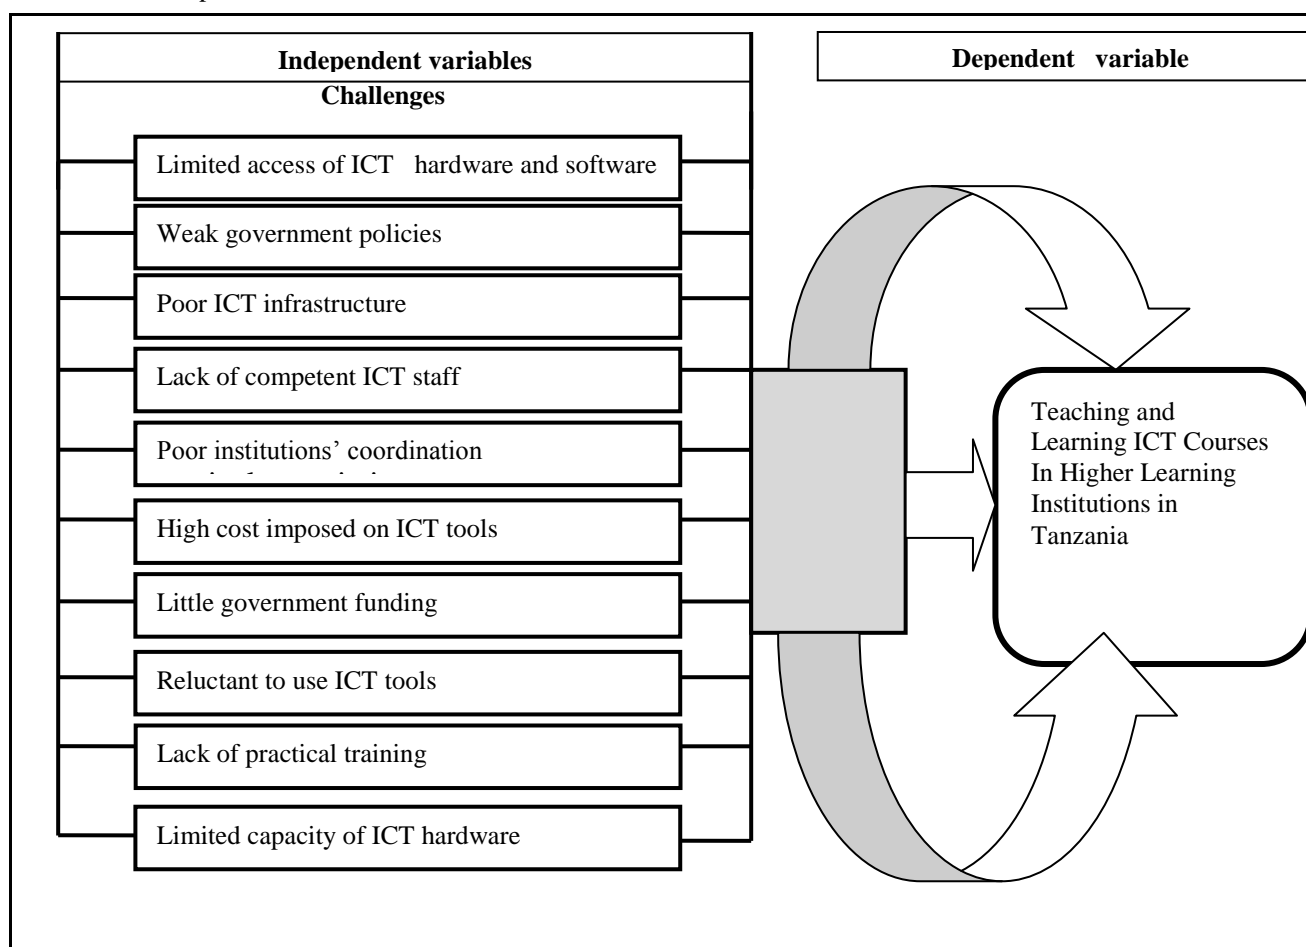 Independent variables
Dependent variable
Challenges
Limited access of ICT hardware and software
Weak government policies
Poor ICT infrastructure
Lack of competent ICT staff
Poor institutions’ coordination
High cost imposed on ICT tools
Little government funding
Reluctant to use ICT tools
Lack of practical training
Limited capacity of ICT hardware
Teaching and
Learning ICT Courses
In Higher Learning
Institutions in
Tanzania